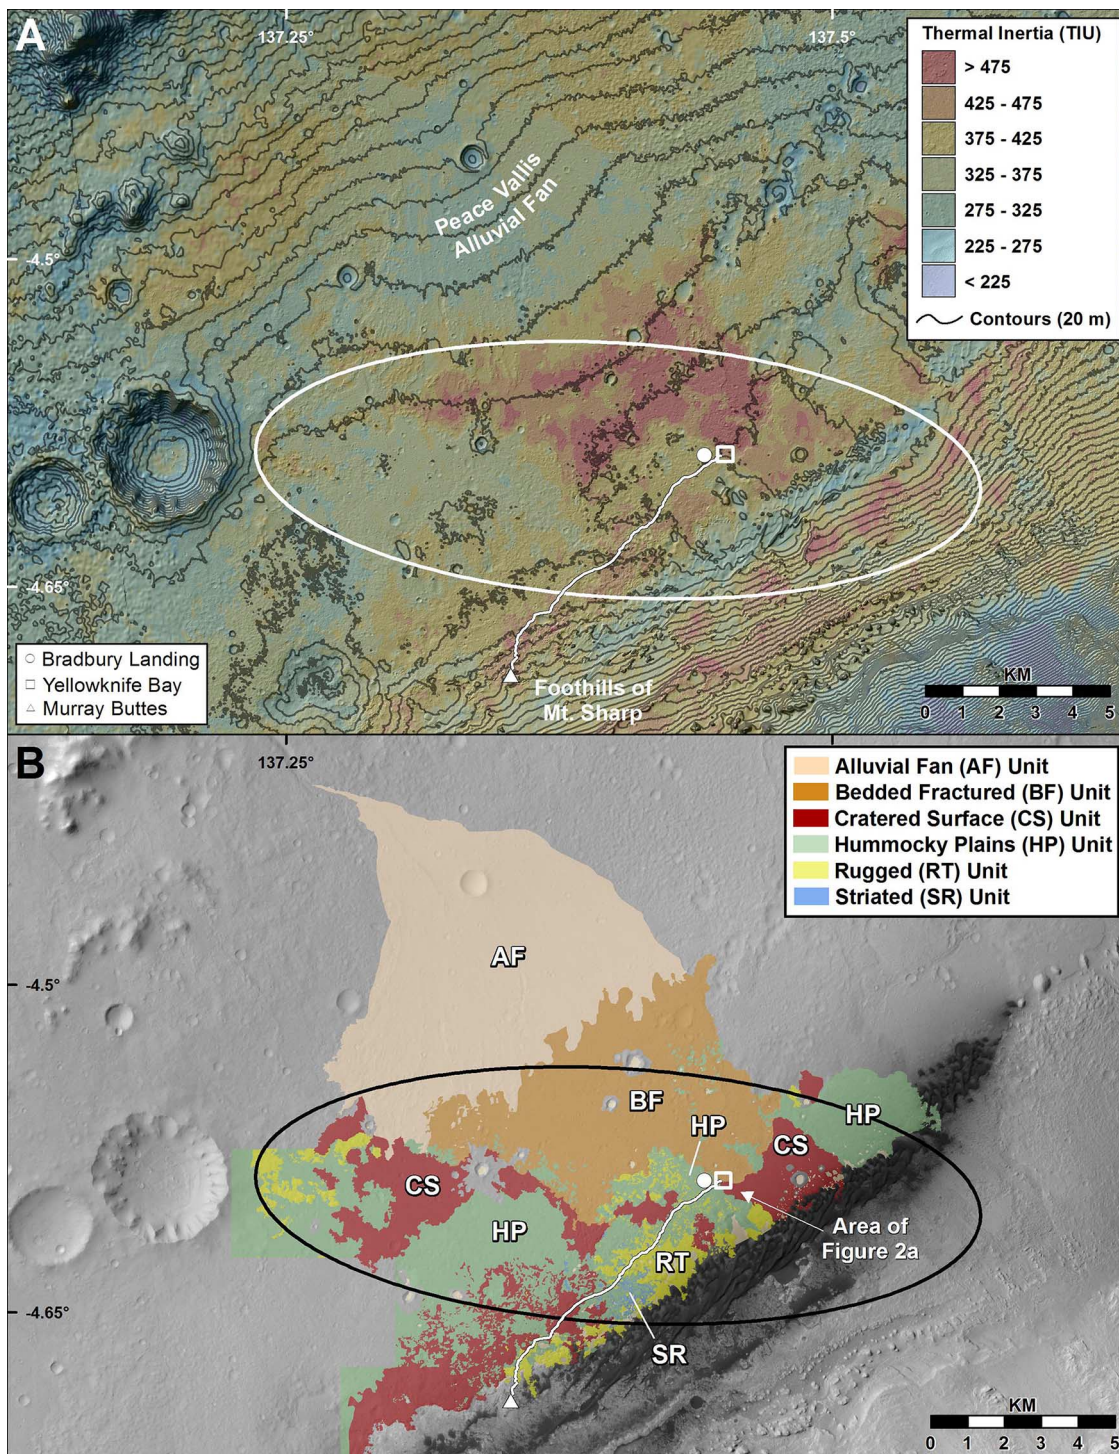 A
137.25°
137.5°
Thermal Inertia (TIU)
> 475
425 - 475
375 - 425
325 - 375
275 - 325
225 - 275
< 225
Contours (20 m)
Peace Vallis
Alluvial Fan
-4.5°
-4.65°
Bradbury Landing
Yellowknife Bay
Murray Buttes
Foothills of
Mt. Sharp
KM
0 1 2 3 4 5
B
137.25°
Alluvial Fan (AF) Unit
Bedded Fractured (BF) Unit
Cratered Surface (CS) Unit
Hummocky Plains (HP) Unit
Rugged (RT) Unit
Striated (SR) Unit
AF
-4.5°
BF
HP
HP
CS
CS
HP
Area of
Figure 2a
RT
-4.65°
SR
KM
0 1 2 3 4 5